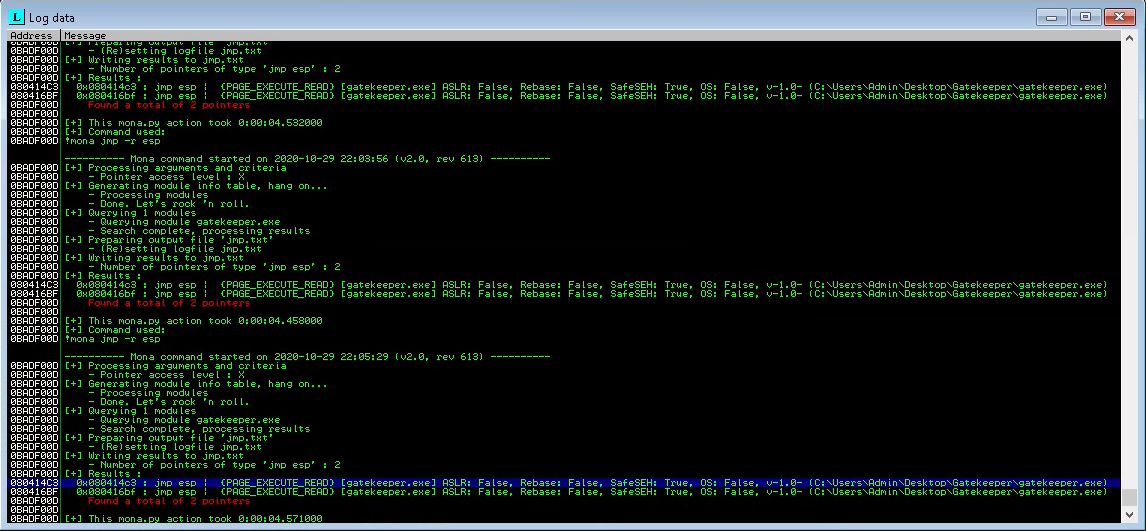 L Log data
Address Message
0BADF00D [+] Preparing output file 'jmp.txt'
0BADF00D - (Re)setting logfile jmp.txt
0BADF00D [+] Writing results to jmp.txt
0BADF00D - Number of pointers of type 'jmp esp' : 2
0BADF00D [+] Results :
080414C3 0x080414c3 : jmp esp | {PAGE_EXECUTE_READ} [gatekeeper.exe] ASLR: False, Rebase: False, SafeSEH: True, OS: False, v-1.0- (C:\Users\Admin\Desktop\Gatekeeper\gatekeeper.exe)
080416BF 0x080416bf : jmp esp | {PAGE_EXECUTE_READ} [gatekeeper.exe] ASLR: False, Rebase: False, SafeSEH: True, OS: False, v-1.0- (C:\Users\Admin\Desktop\Gatekeeper\gatekeeper.exe)
0BADF00D Found a total of 2 pointers
0BADF00D
0BADF00D [+] This mona.py action took 0:00:04.532000
0BADF00D [+] Command used:
0BADF00D !mona jmp -r esp
---------- Mona command started on 2020-10-29 22:03:56 (v2.0, rev 613) ----------
0BADF00D [+] Processing arguments and criteria
0BADF00D - Pointer access level : X
0BADF00D [+] Generating module info table, hang on...
0BADF00D - Processing modules
0BADF00D - Done. Let's rock 'n roll.
0BADF00D [+] Querying 1 modules
0BADF00D - Querying module gatekeeper.exe
0BADF00D - Search complete, processing results
0BADF00D [+] Preparing output file 'jmp.txt'
0BADF00D - (Re)setting logfile jmp.txt
0BADF00D [+] Writing results to jmp.txt
0BADF00D - Number of pointers of type 'jmp esp' : 2
0BADF00D [+] Results :
080414C3 0x080414c3 : jmp esp | {PAGE_EXECUTE_READ} [gatekeeper.exe] ASLR: False, Rebase: False, SafeSEH: True, OS: False, v-1.0- (C:\Users\Admin\Desktop\Gatekeeper\gatekeeper.exe)
080416BF 0x080416bf : jmp esp | {PAGE_EXECUTE_READ} [gatekeeper.exe] ASLR: False, Rebase: False, SafeSEH: True, OS: False, v-1.0- (C:\Users\Admin\Desktop\Gatekeeper\gatekeeper.exe)
0BADF00D Found a total of 2 pointers
0BADF00D
0BADF00D [+] This mona.py action took 0:00:04.458000
0BADF00D [+] Command used:
0BADF00D !mona jmp -r esp
---------- Mona command started on 2020-10-29 22:05:29 (v2.0, rev 613) ----------
0BADF00D [+] Processing arguments and criteria
0BADF00D - Pointer access level : X
0BADF00D [+] Generating module info table, hang on...
0BADF00D - Processing modules
0BADF00D - Done. Let's rock 'n roll.
0BADF00D [+] Querying 1 modules
0BADF00D - Querying module gatekeeper.exe
0BADF00D - Search complete, processing results
0BADF00D [+] Preparing output file 'jmp.txt'
0BADF00D - (Re)setting logfile jmp.txt
0BADF00D [+] Writing results to jmp.txt
0BADF00D - Number of pointers of type 'jmp esp' : 2
0BADF00D [+] Results :
080414C3 0x080414c3 : jmp esp | {PAGE_EXECUTE_READ} [gatekeeper.exe] ASLR: False, Rebase: False, SafeSEH: True, OS: False, v-1.0- (C:\Users\Admin\Desktop\Gatekeeper\gatekeeper.exe)
080416BF 0x080416bf : jmp esp | {PAGE_EXECUTE_READ} [gatekeeper.exe] ASLR: False, Rebase: False, SafeSEH: True, OS: False, v-1.0- (C:\Users\Admin\Desktop\Gatekeeper\gatekeeper.exe)
0BADF00D Found a total of 2 pointers
0BADF00D
0BADF00D [+] This mona.py action took 0:00:04.571000